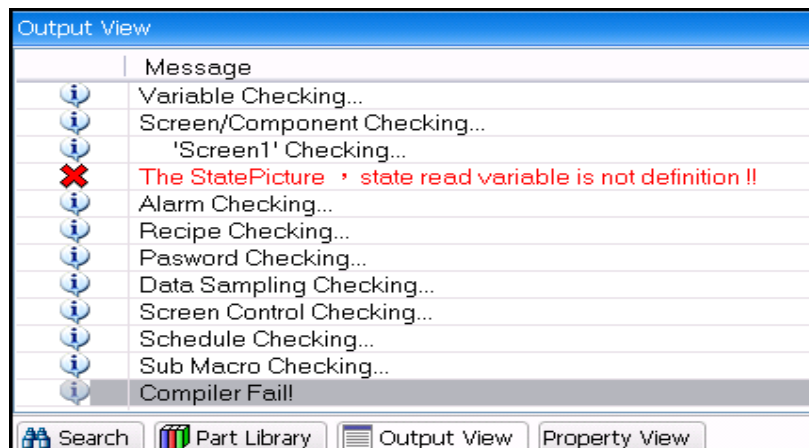 Output View
Message
Variable Checking...
Screen/Component Checking...
'Screen1' Checking...
The StatePicture ， state read variable is not definition !!
Alarm Checking...
Recipe Checking...
Pasword Checking...
Data Sampling Checking...
Screen Control Checking...
Schedule Checking...
Sub Macro Checking...
Compiler Fail!
Search Part Library Output View Property View